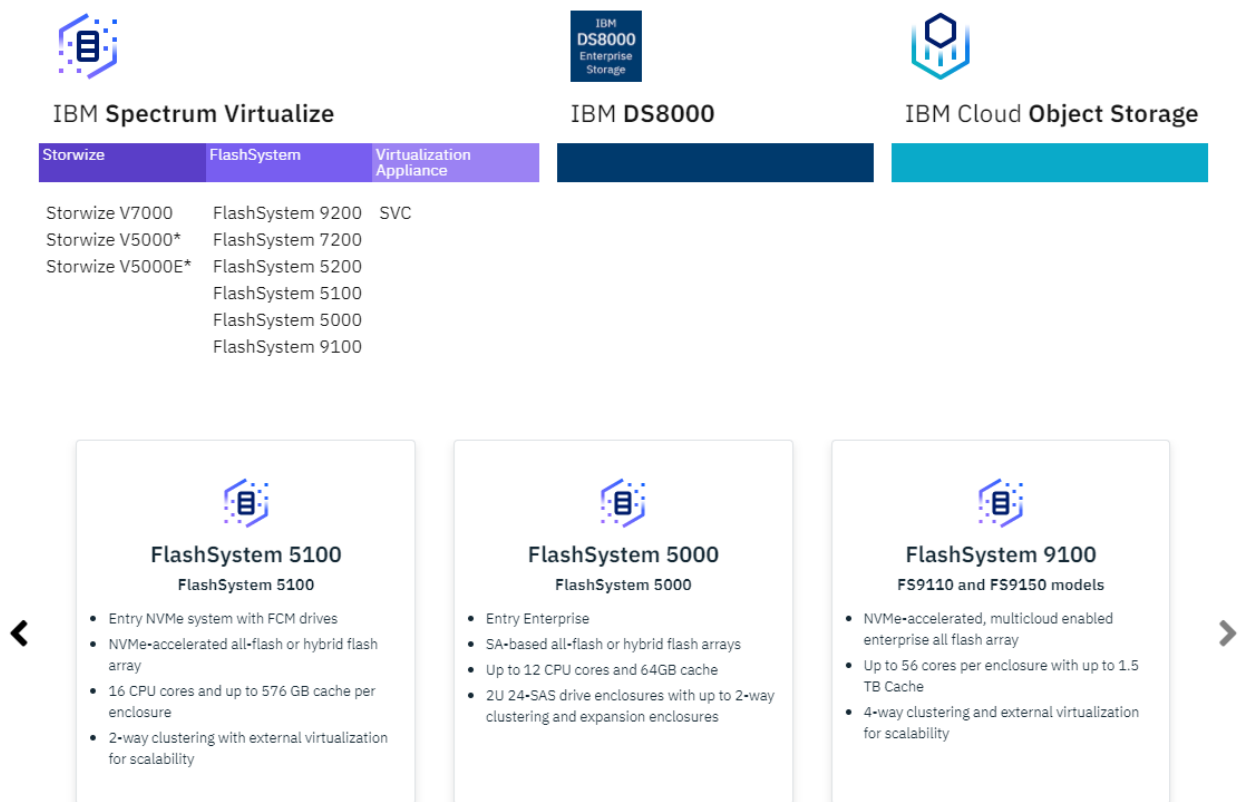 IBM
DS8000
Enterprise
Storage
IBM Spectrum Virtualize
IBM DS8000
IBM Cloud Object Storage
Storwize
FlashSystem
Virtualization
Appliance
Storwize V7000
FlashSystem 9200
SVC
Storwize V5000*
FlashSystem 7200
Storwize V5000E*
FlashSystem 5200
FlashSystem 5100
FlashSystem 5000
FlashSystem 9100
FlashSystem 5100
FlashSystem 5100
• Entry NVMe system with FCM drives
• NVMe-accelerated all-flash or hybrid flash
array
• 16 CPU cores and up to 576 GB cache per
enclosure
• 2-way clustering with external virtualization
for scalability
FlashSystem 5000
FlashSystem 5000
• Entry Enterprise
• SA-based all-flash or hybrid flash arrays
• Up to 12 CPU cores and 64GB cache
• 2U 24-SAS drive enclosures with up to 2-way
clustering and expansion enclosures
FlashSystem 9100
FS9110 and FS9150 models
• NVMe-accelerated, multicloud enabled
enterprise all flash array
• Up to 56 cores per enclosure with up to 1.5
TB Cache
• 4-way clustering and external virtualization
for scalability